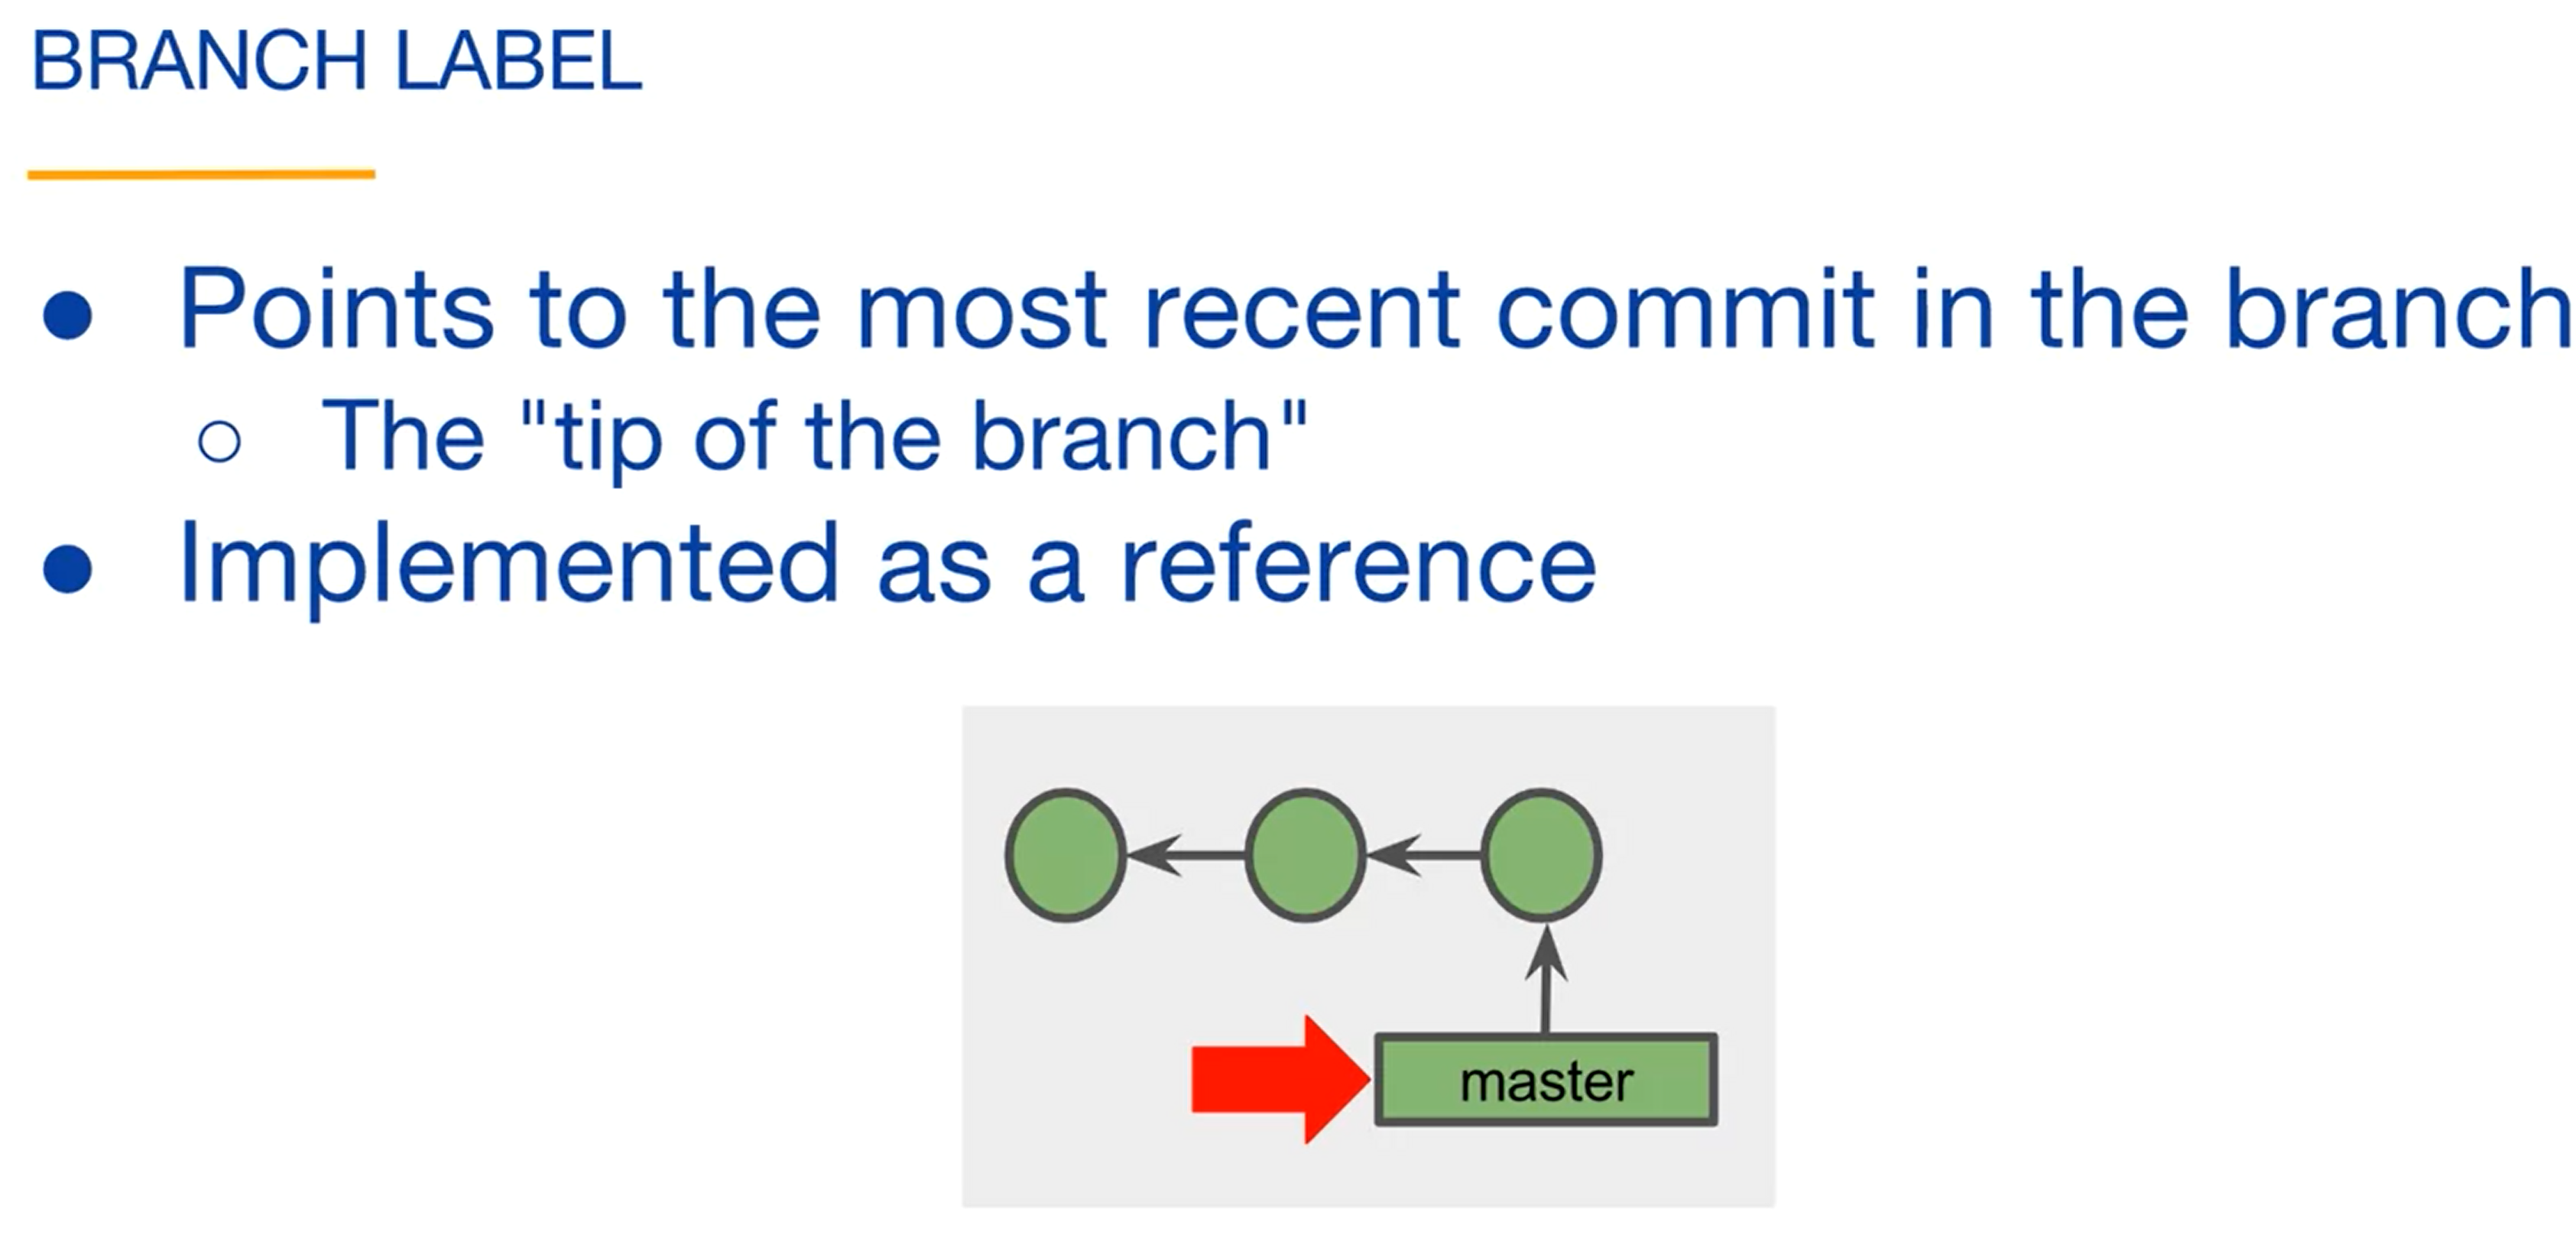 BRANCH LABEL
● Points to the most recent commit in the branch
○ The "tip of the branch"
● Implemented as a reference
master